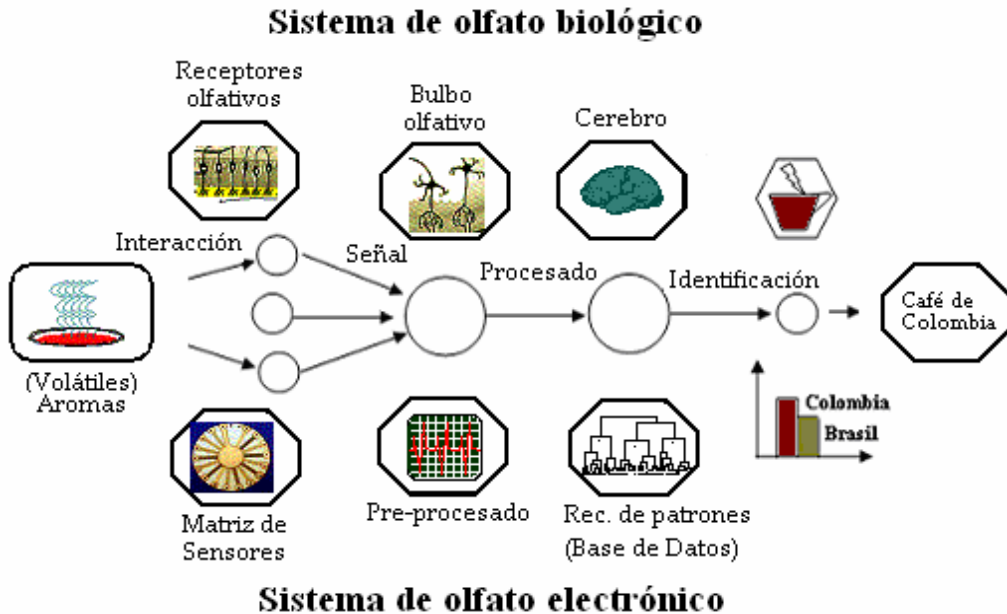 Sistema de olfato biológico
Receptores
olfativos
Bulbo
olfativo
Cerebro
Interacción
Señal
Procesado
Identificación
Café de
Colombia
(Volátiles)
Aromas
Colombia
Brasil
Matriz de
Sensores
Pre-procesado
Rec. de patrones
(Base de Datos)
Sistema de olfato electrónico